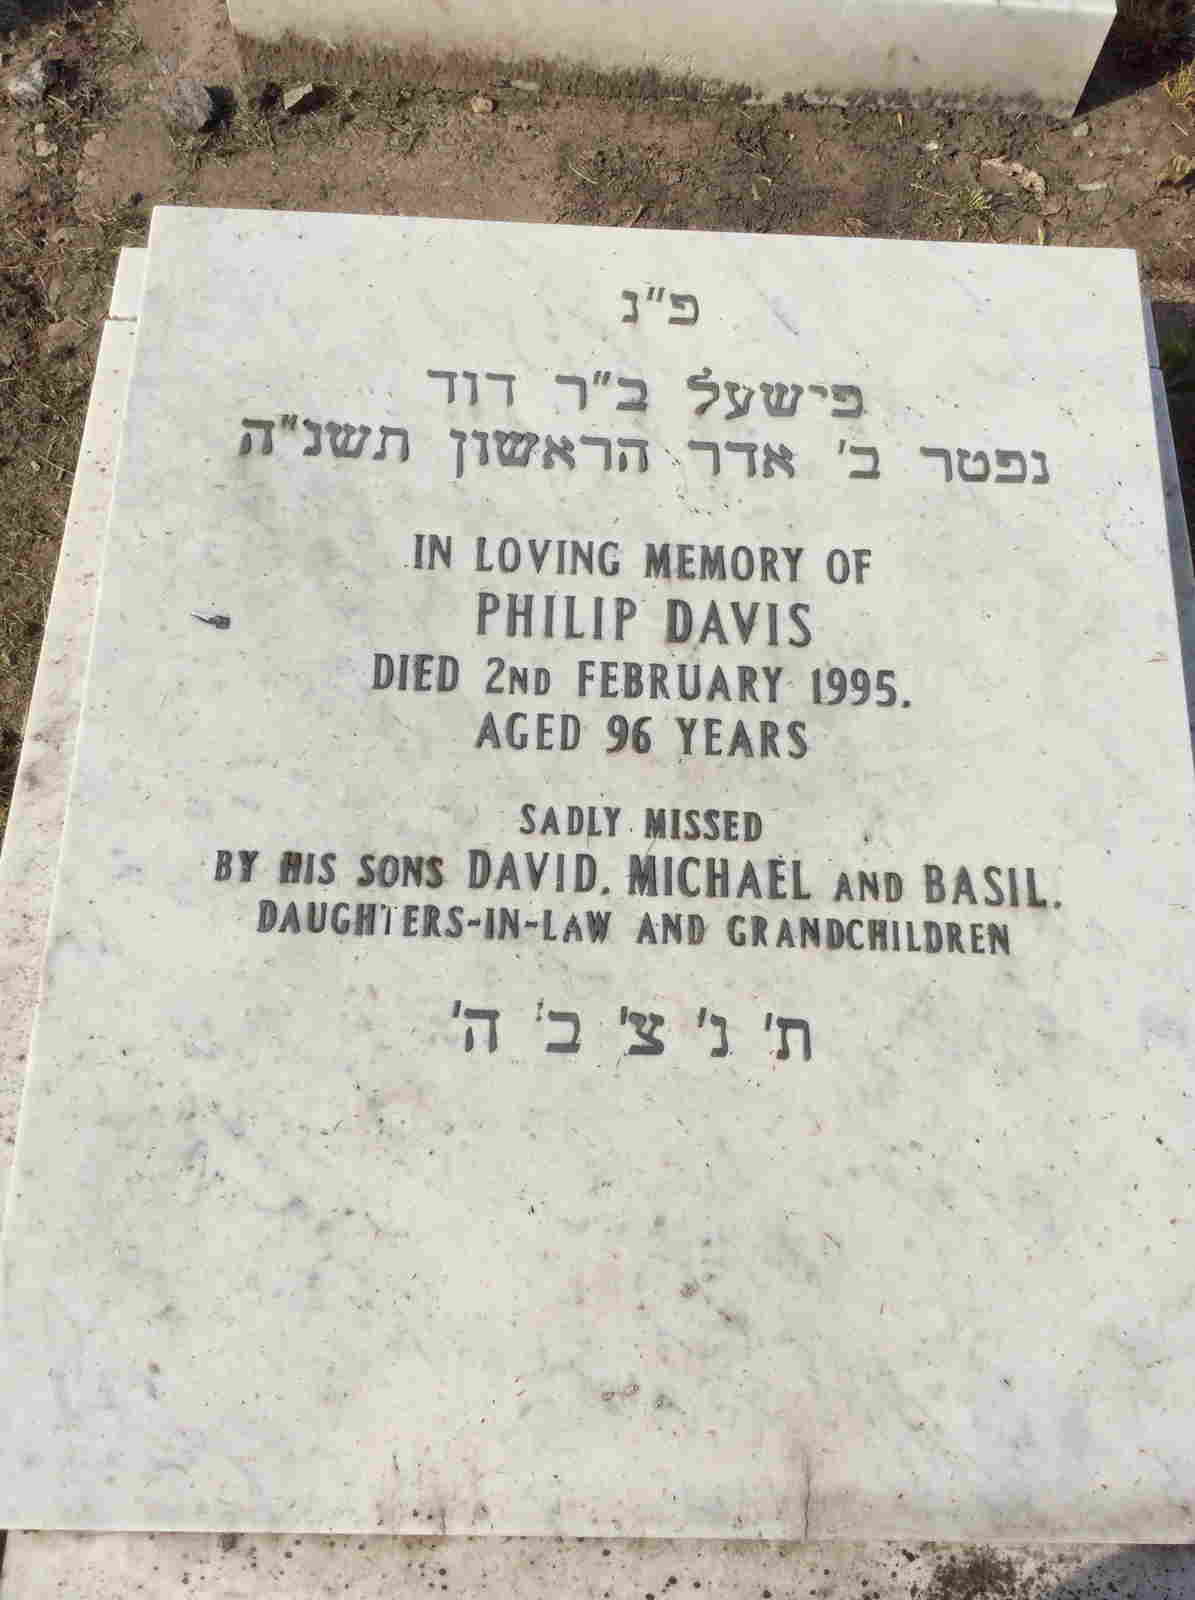 פ"נ
פישעל ב"ר דוד
נפטר ב' אדר הראשון תשנ"ה
IN LOVING MEMORY OF
PHILIP DAVIS
DIED 2ND FEBRUARY 1995.
AGED 96 YEARS
SADLY MISSED
BY HIS SONS DAVID, MICHAEL AND BASIL.
DAUGHTERS-IN-LAW AND GRANDCHILDREN
ת' נ' צ' ב' ה'